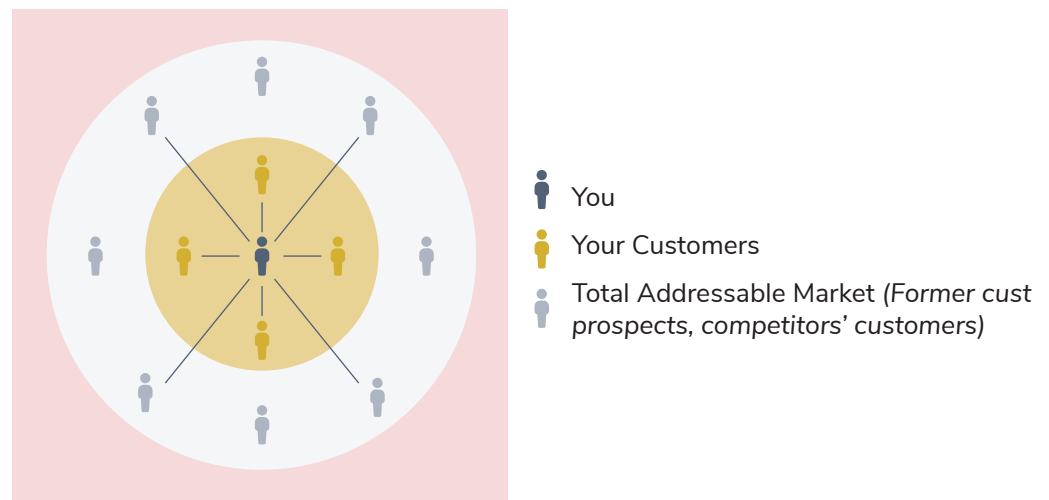 You
Your Customers
Total Addressable Market (Former cust
prospects, competitors’ customers)